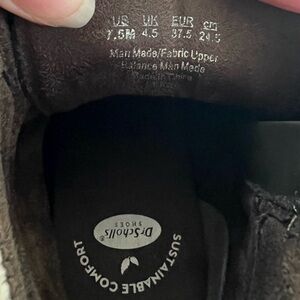 US UK EUR cm
7.5M 4.5 37.5 24.5
Man Made/Fabric Upper
Balance Man Made
Made in China
Dr.Scholl's
SHOES
SUSTAINABLE COMFORT